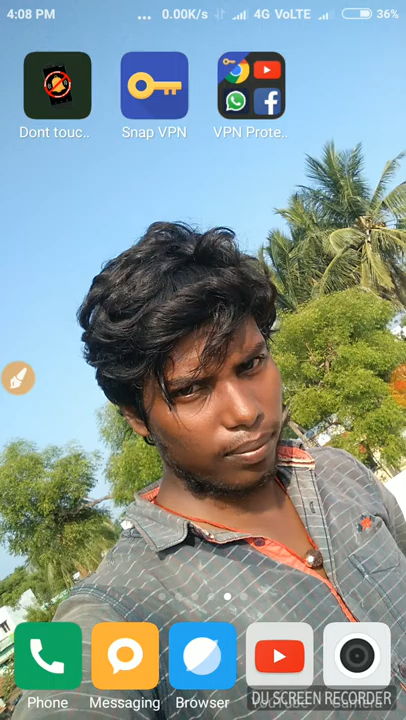 4:08 PM ... 0.00K/s 4G VoLTE 36%
Dont touc.. Snap VPN VPN Prote..
Phone Messaging Browser
DU SCREEN RECORDER